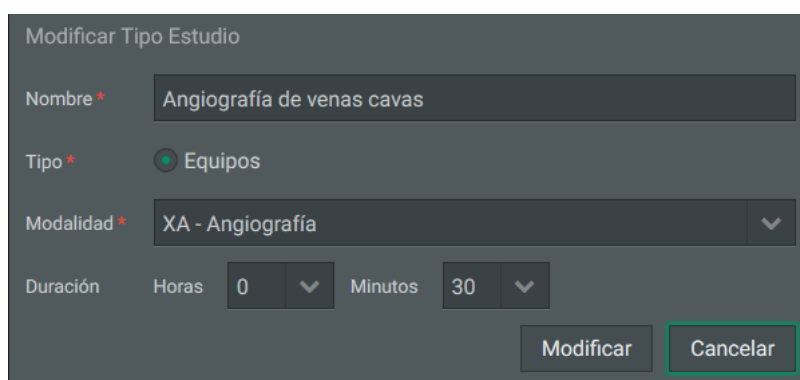 Modificar Tipo Estudio
Nombre * Angiografía de venas cavas
Tipo * Equipos
Modalidad * XA - Angiografía
Duración Horas 0 Minutos 30
Modificar Cancelar